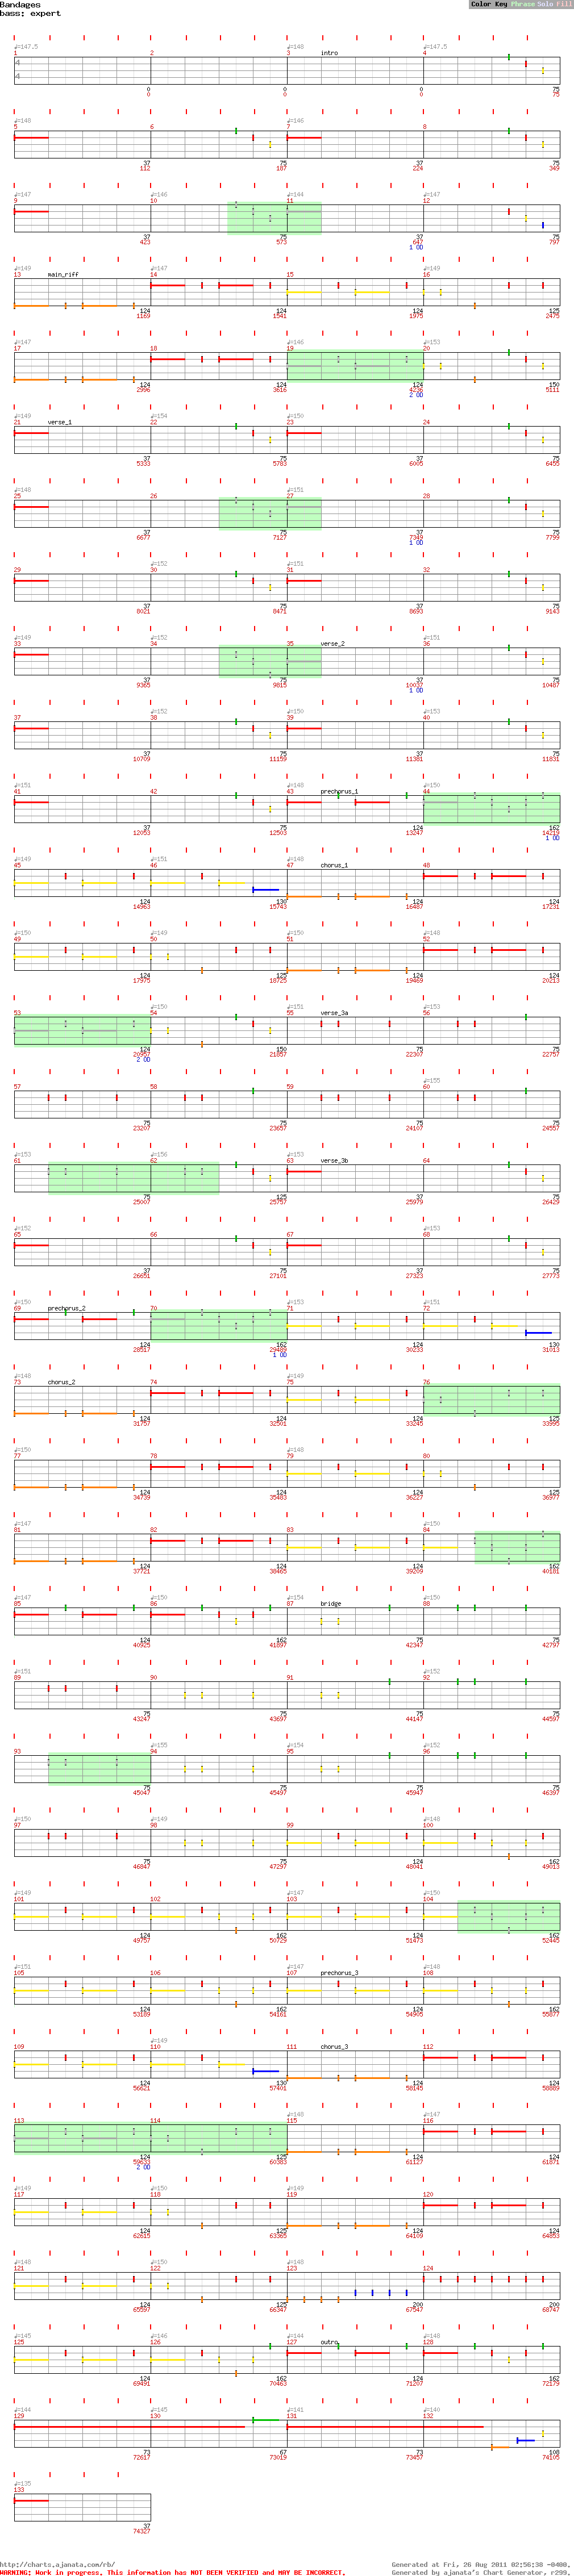 Bandages
bass: expert
Color Key Phrase Solo Fill
♩=147.5 ♩=148 ♩=147.5
1 2 3 intro 4
0 0 0 75
0 0 0 75
♩=148 ♩=146
5 6 7 8
37 75 37 75
112 187 224 349
♩=147 ♩=146 ♩=144 ♩=147
9 10 11 12
37 75 37 75
423 573 647 797
1 OD
♩=149 ♩=147 ♩=149
13 main_riff 14 15 16
124 124 124 125
1169 1541 1975 2475
♩=147 ♩=146 ♩=153
17 18 19 20
124 124 124 150
2996 3616 4236 5111
2 OD
♩=149 ♩=154 ♩=150
21 verse_1 22 23 24
37 75 37 75
5333 5783 6005 6455
♩=148 ♩=151
25 26 27 28
37 75 37 75
6677 7127 7349 7799
1 OD
♩=152 ♩=151
29 30 31 32
37 75 37 75
8021 8471 8693 9143
♩=149 ♩=152 ♩=151
33 34 35 verse_2 36
37 75 37 75
9365 9815 10037 10487
1 OD
♩=152 ♩=153
37 38 39 40
37 75 37 75
10709 11159 11381 11831
♩=151 ♩=148 ♩=150
41 42 43 prechorus_1 44
37 75 124 162
12053 12503 13247 14219
1 OD
♩=149 ♩=151 ♩=148
45 46 47 chorus_1 48
124 130 124 124
14963 15743 16487 17231
♩=150 ♩=149 ♩=150 ♩=148
49 50 51 52
124 125 124 124
17975 18725 19469 20213
♩=150 ♩=151 ♩=153
53 54 55 verse_3a 56
124 150 75 75
20957 21857 22307 22757
2 OD
♩=155
57 58 59 60
75 75 75 75
23207 23657 24107 24557
♩=153 ♩=156 ♩=153
61 62 63 verse_3b 64
75 125 37 75
25007 25757 25979 26429
♩=152 ♩=153
65 66 67 68
37 75 37 75
26651 27101 27323 27773
♩=150 ♩=153 ♩=151
69 prechorus_2 70 71 72
124 162 124 130
28517 29489 30233 31013
1 OD
♩=148 ♩=149
73 chorus_2 74 75 76
124 124 124 125
31757 32501 33245 33995
♩=150 ♩=148
77 78 79 80
124 124 124 125
34739 35483 36227 36977
♩=147 ♩=150
81 82 83 84
124 124 124 162
37721 38465 39209 40181
♩=147 ♩=150 ♩=154 ♩=150
85 86 87 bridge 88
124 162 75 75
40925 41897 42347 42797
♩=151 ♩=152
89 90 91 92
75 75 75 75
43247 43697 44147 44597
♩=155 ♩=154 ♩=152
93 94 95 96
75 75 75 75
45047 45497 45947 46397
♩=150 ♩=149 ♩=148
97 98 99 100
75 75 124 162
46847 47297 48041 49013
♩=149 ♩=147 ♩=150
101 102 103 104
124 162 124 162
49757 50729 51473 52445
♩=151 ♩=147 ♩=148
105 106 107 prechorus_3 108
124 162 124 162
53189 54161 54905 55877
♩=149
109 110 111 chorus_3 112
124 130 124 124
56621 57401 58145 58889
♩=148 ♩=147
113 114 115 116
124 125 124 124
59633 60383 61127 61871
2 OD
♩=149 ♩=150 ♩=149
117 118 119 120
124 125 124 124
62615 63365 64109 64853
♩=148 ♩=150 ♩=148
121 122 123 124
124 125 200 200
65597 66347 67547 68747
♩=145 ♩=146 ♩=144 ♩=148
125 126 127 outro 128
124 162 124 162
69491 70463 71207 72179
♩=144 ♩=145 ♩=141 ♩=140
129 130 131 132
73 67 73 108
72617 73019 73457 74105
♩=135
133
37
74327
http://charts.ajanata.com/rb/
Generated at Fri, 26 Aug 2011 02:56:38 -0400,
WARNING: Work in progress. This information has NOT BEEN VERIFIED and MAY BE INCORRECT.
Generated by ajanata's Chart Generator, r299.